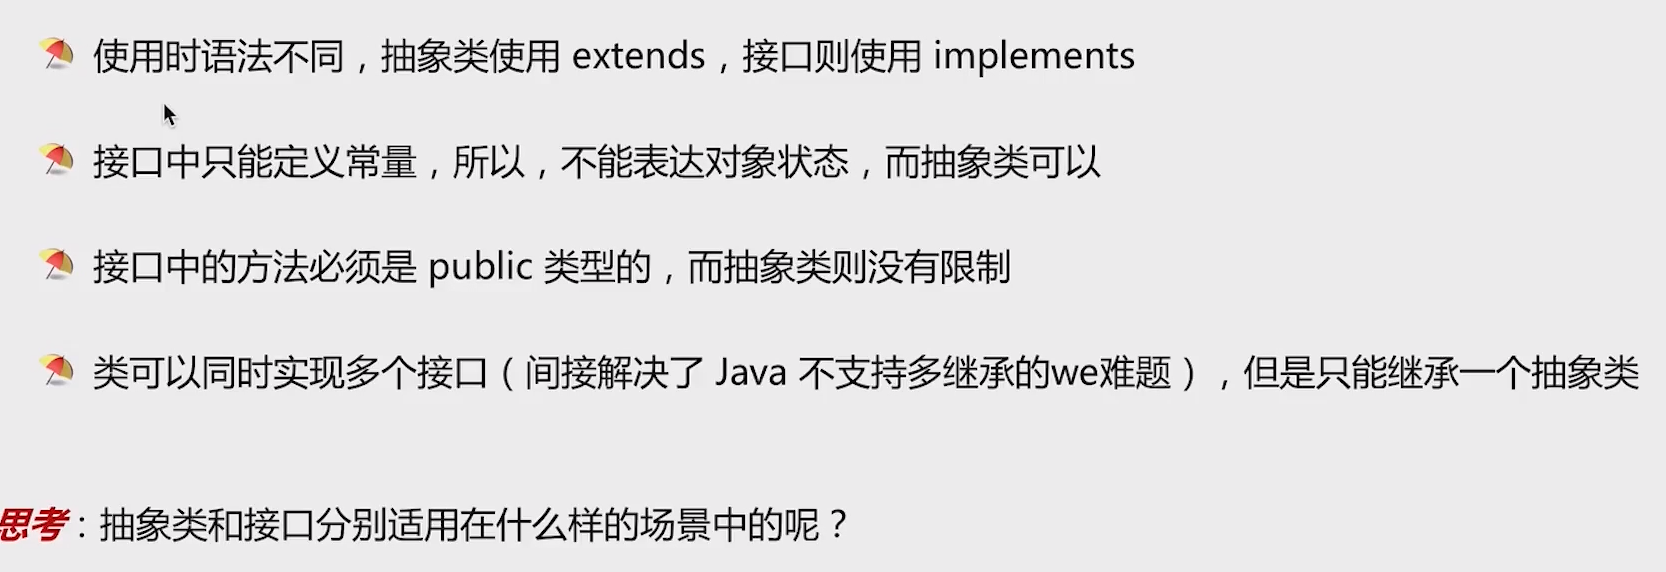 使用时语法不同，抽象类使用 extends，接口则使用 implements
接口中只能定义常量，所以，不能表达对象状态，而抽象类可以
接口中的方法必须是 public 类型的，而抽象类则没有限制
类可以同时实现多个接口（间接解决了 Java 不支持多继承的we难题），但是只能继承一个抽象类
思考：抽象类和接口分别适用在什么样的场景中的呢？